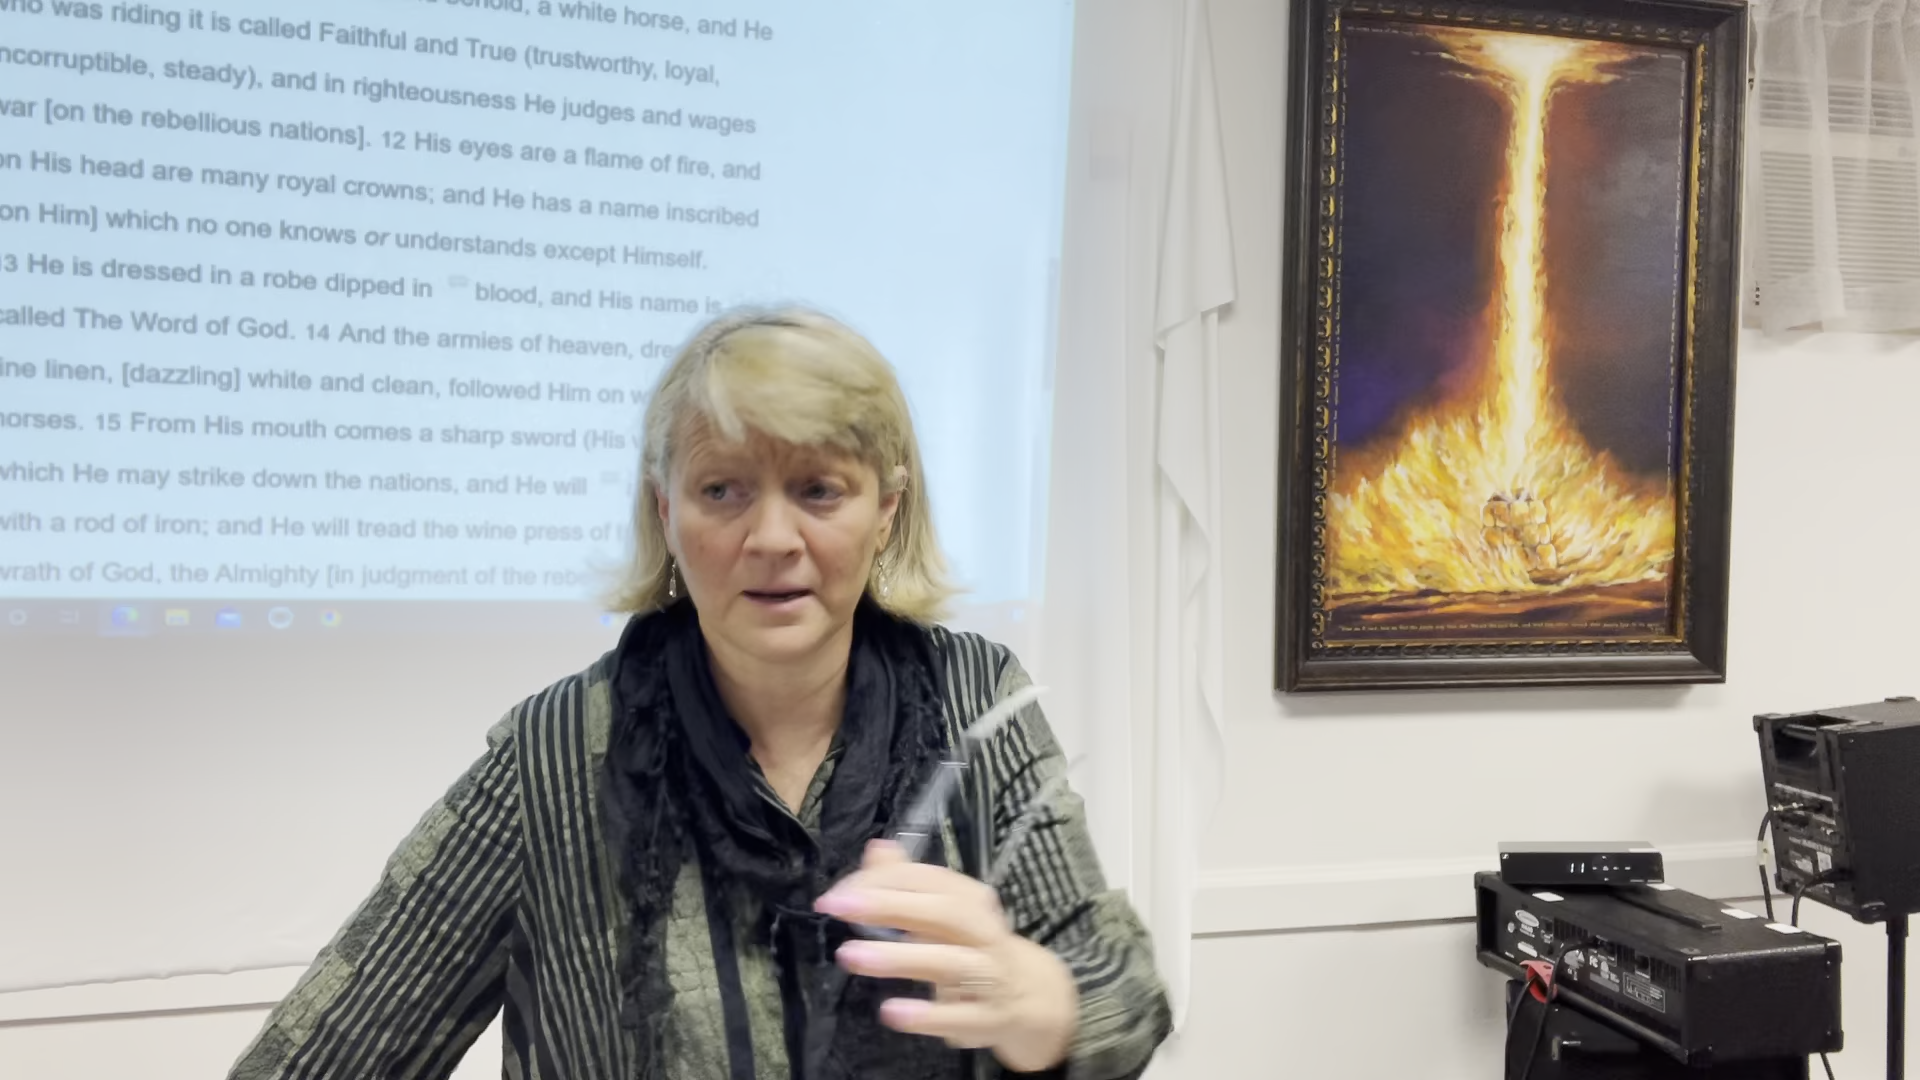 behold, a white horse, and He
who was riding it is called Faithful and True (trustworthy, loyal,
incorruptible, steady), and in righteousness He judges and wages
war [on the rebellious nations]. 12 His eyes are a flame of fire, and
on His head are many royal crowns; and He has a name inscribed
on Him] which no one knows or understands except Himself.
13 He is dressed in a robe dipped in blood, and His name is
called The Word of God. 14 And the armies of heaven,
fine linen, [dazzling] white and clean, followed Him on
horses. 15 From His mouth comes a sharp sword (His
which He may strike down the nations, and He will
with a rod of iron; and He will tread the wine press of
wrath of God, the Almighty [in judgment of the